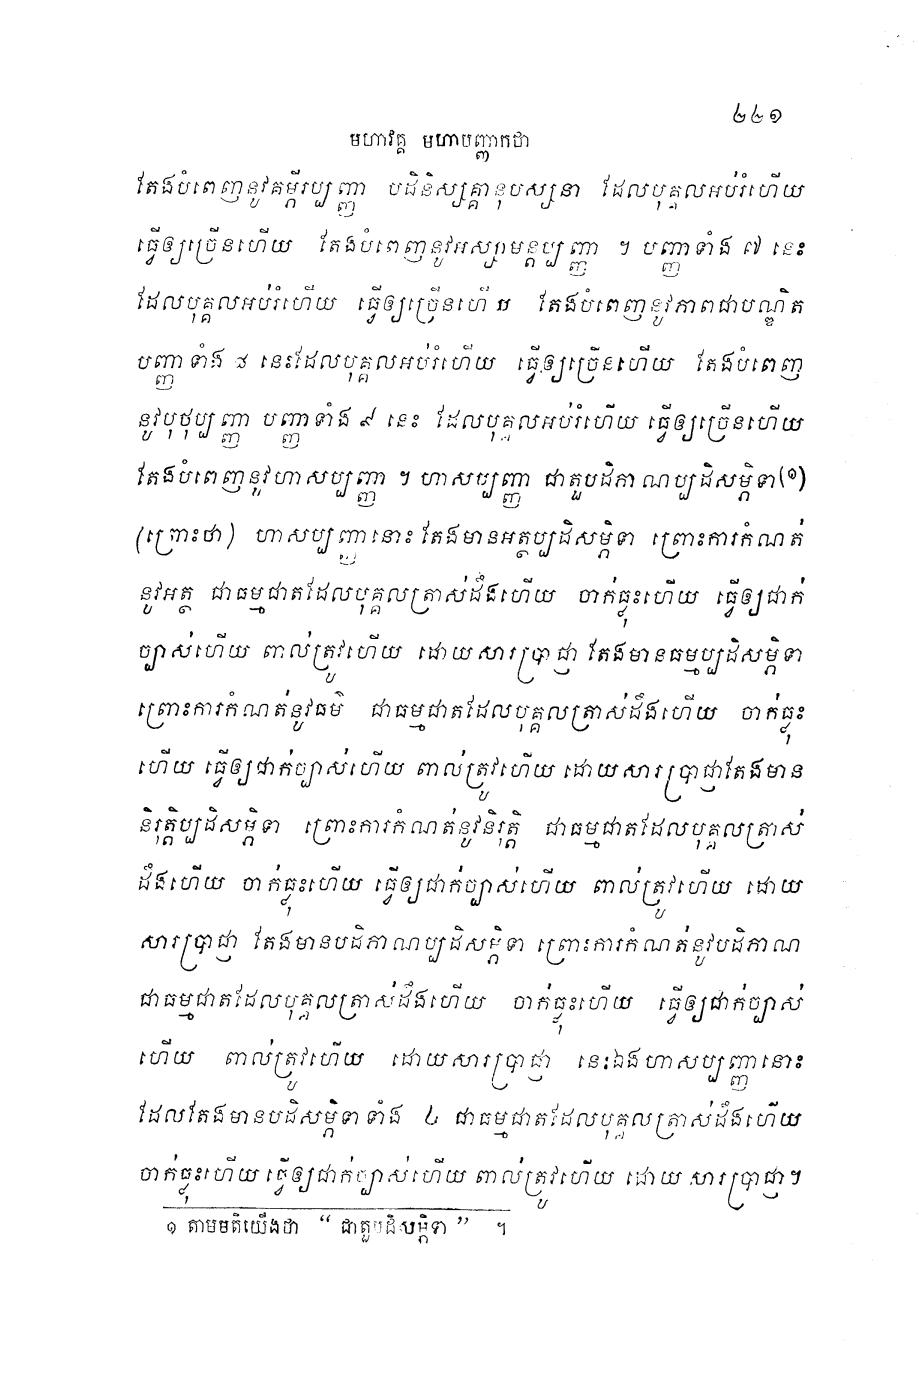 ៤៤១
មហាវគ្គ មហាបញ្ញាកថា
តែងបំពេញនូវគម្ភីរប្បញ្ញា បដិនិស្សគ្គានុបស្សនា ដែលបុគ្គលអប់រំហើយ
ធ្វើឲ្យច្រើនហើយ តែងបំពេញនូវអស្សាមន្តប្បញ្ញា ។ បញ្ញាទាំង ៧ នេះ
ដែលបុគ្គលអប់រំហើយ ធ្វើឲ្យច្រើនហើយ តែងបំពេញនូវភាពជាបណ្ឌិត
បញ្ញាទាំង ៨ នេះដែលបុគ្គលអប់រំហើយ ធ្វើឲ្យច្រើនហើយ តែងបំពេញ
នូវបុថុប្បញ្ញា បញ្ញាទាំង ៩ នេះ ដែលបុគ្គលអប់រំហើយ ធ្វើឲ្យច្រើនហើយ
តែងបំពេញនូវហាសប្បញ្ញា ។ ហាសប្បញ្ញា ជាតួបដិភាណប្បដិសម្ភិទា(១)
(ព្រោះថា) ហាសប្បញ្ញានោះ តែងមានអត្ថប្បដិសម្ភិទា ព្រោះការកំណត់
នូវអត្ថ ជាធម្មជាតដែលបុគ្គលត្រាស់ដឹងហើយ ចាក់ធ្លុះហើយ ធ្វើឲ្យជាក់
ច្បាស់ហើយ ពាល់ត្រូវហើយ ដោយសារប្រាជ្ញា តែងមានធម្មប្បដិសម្ភិទា
ព្រោះការកំណត់នូវធម៌ ជាធម្មជាតដែលបុគ្គលត្រាស់ដឹងហើយ ចាក់ធ្លុះ
ហើយ ធ្វើឲ្យជាក់ច្បាស់ហើយ ពាល់ត្រូវហើយ ដោយសារប្រាជ្ញាតែងមាន
និរុត្តិប្បដិសម្ភិទា ព្រោះការកំណត់នូវនិរុត្តិ ជាធម្មជាតដែលបុគ្គលត្រាស់
ដឹងហើយ ចាក់ធ្លុះហើយ ធ្វើឲ្យជាក់ច្បាស់ហើយ ពាល់ត្រូវហើយ ដោយ
សារប្រាជ្ញា តែងមានបដិភាណប្បដិសម្ភិទា ព្រោះការកំណត់នូវបដិភាណ
ជាធម្មជាតដែលបុគ្គលត្រាស់ដឹងហើយ ចាក់ធ្លុះហើយ ធ្វើឲ្យជាក់ច្បាស់
ហើយ ពាល់ត្រូវហើយ ដោយសារប្រាជ្ញា នេះឯងហាសប្បញ្ញានោះ
ដែលតែងមានបដិសម្ភិទាទាំង ៤ ជាធម្មជាតដែលបុគ្គលត្រាស់ដឹងហើយ
ចាក់ធ្លុះហើយ ធ្វើឲ្យជាក់ច្បាស់ហើយ ពាល់ត្រូវហើយ ដោយសារប្រាជ្ញា។
១ តាមមតិយើងថា “ ជាតួបដិសម្ភិទា ” ។